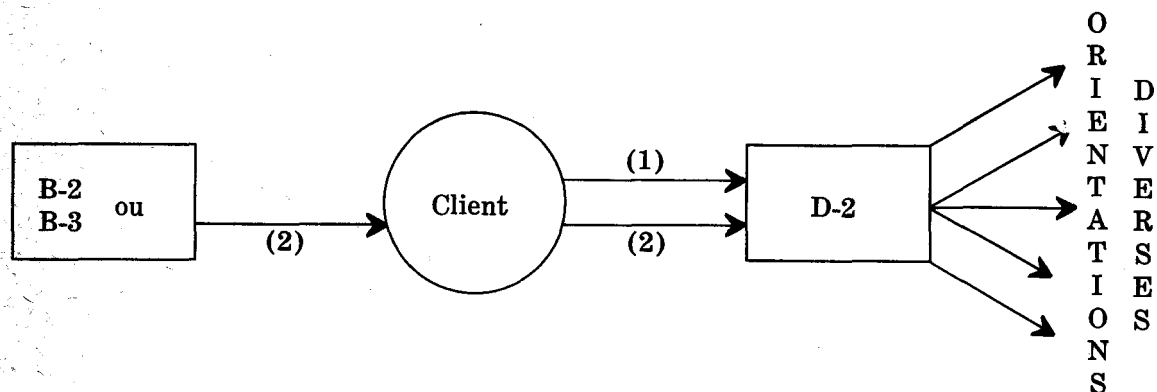 B-2
B-3 ou
(2)
Client
(1)
(2)
D-2
ORIENTATIONS
DIVERSES